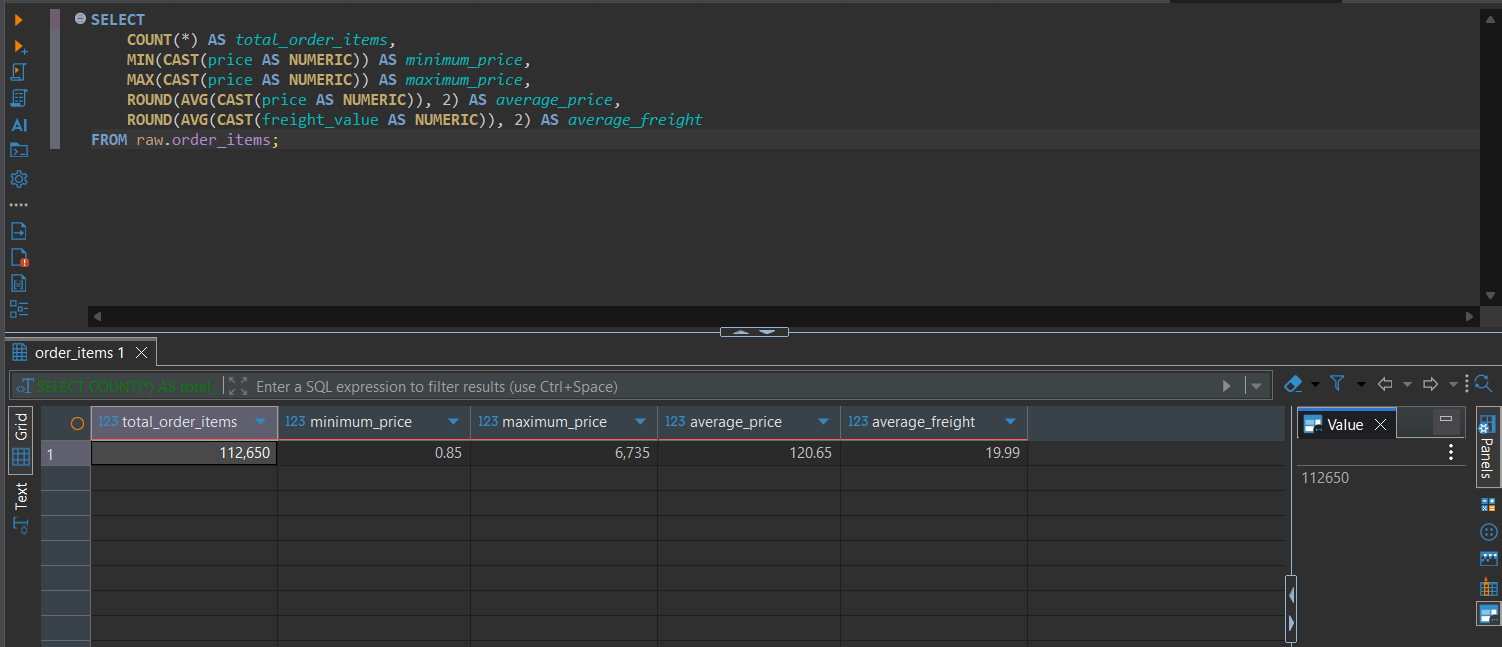 SELECT
COUNT(*) AS total_order_items,
MIN(CAST(price AS NUMERIC)) AS minimum_price,
MAX(CAST(price AS NUMERIC)) AS maximum_price,
ROUND(AVG(CAST(price AS NUMERIC)), 2) AS average_price,
ROUND(AVG(CAST(freight_value AS NUMERIC)), 2) AS average_freight
FROM raw.order_items;
AI
order_items 1
SELECT COUNT(*) AS total Enter a SQL expression to filter results (use Ctrl+Space)
Grid
Text
123 total_order_items 123 minimum_price 123 maximum_price 123 average_price 123 average_freight
1 112,650 0.85 6,735 120.65 19.99
Value
112650
Panels